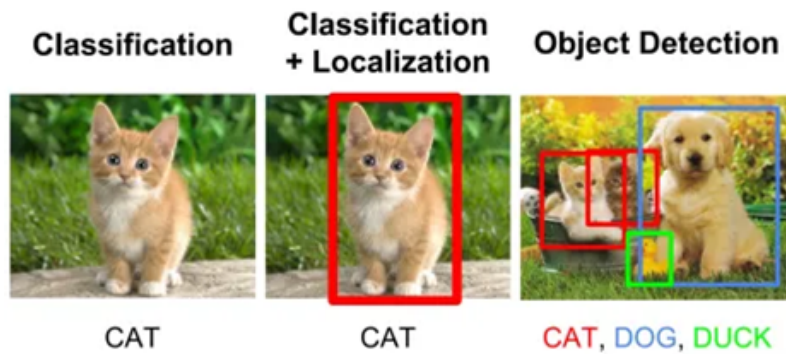 Classification
Classification
+ Localization
Object Detection
CAT
CAT
CAT, DOG, DUCK